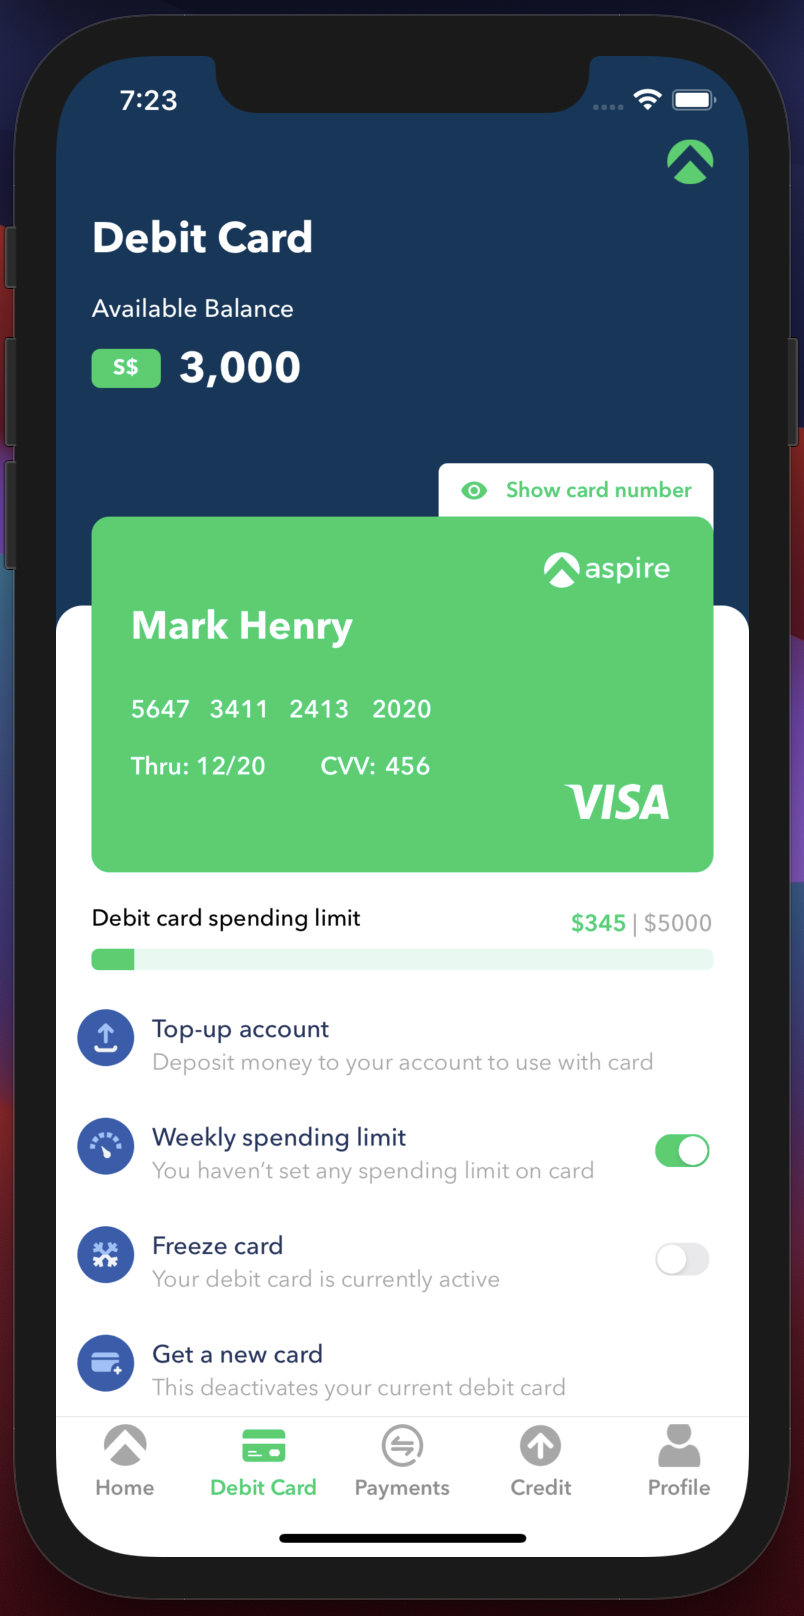 7:23
Debit Card
Available Balance
S$ 3,000
Show card number
aspire
Mark Henry
5647 3411 2413 2020
Thru: 12/20 CVV: 456
VISA
Debit card spending limit $345 | $5000
Top-up account
Deposit money to your account to use with card
Weekly spending limit
You haven’t set any spending limit on card
Freeze card
Your debit card is currently active
Get a new card
This deactivates your current debit card
Home Debit Card Payments Credit Profile